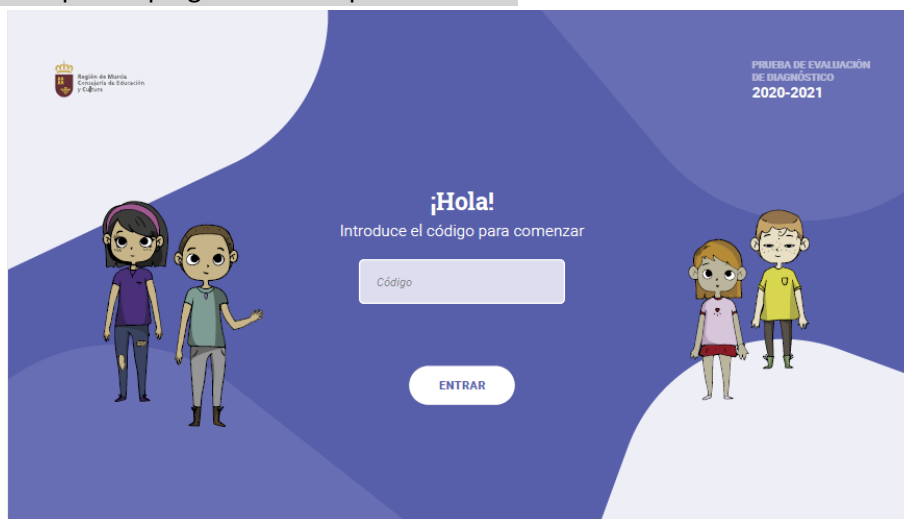 Región de Murcia
Consejería de Educación
y Cultura
PRUEBA DE EVALUACIÓN
DE DIAGNÓSTICO
2020-2021
¡Hola!
Introduce el código para comenzar
Código
ENTRAR